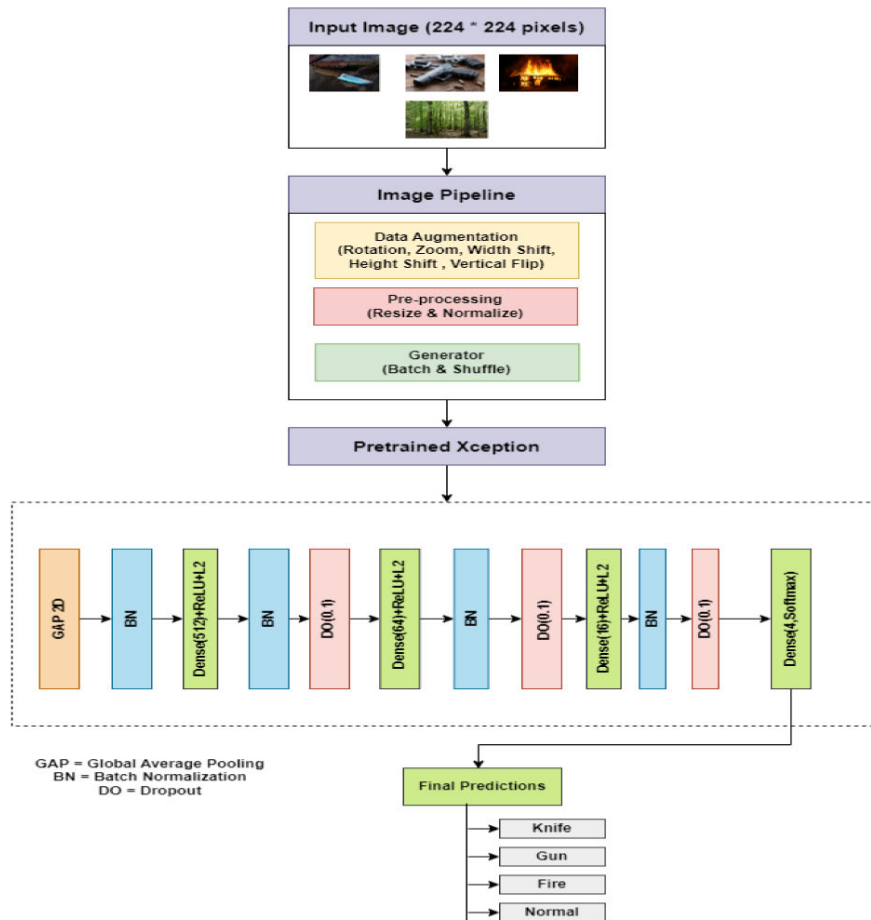 Input Image (224 * 224 pixels)
Image Pipeline
Data Augmentation
(Rotation, Zoom, Width Shift,
Height Shift , Vertical Flip)
Pre-processing
(Resize & Normalize)
Generator
(Batch & Shuffle)
Pretrained Xception
GAP 2D
BN
Dense(512)+ReLU+L2
BN
DO(0.1)
Dense(64)+ReLU+L2
BN
DO(0.1)
Dense(16)+ReLU+L2
BN
DO(0.1)
Dense(4,Softmax)
GAP = Global Average Pooling
BN = Batch Normalization
DO = Dropout
Final Predictions
Knife
Gun
Fire
Normal